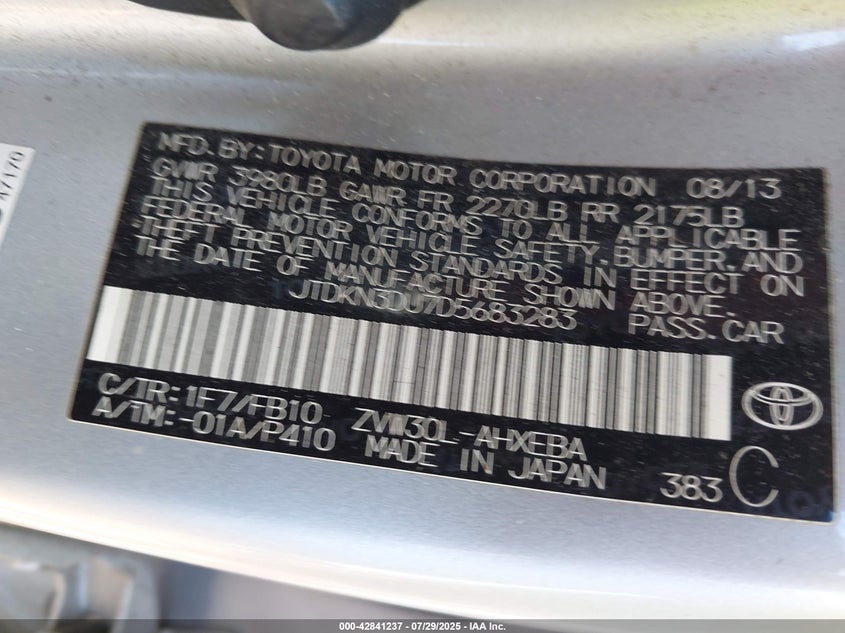 A7170
MFD. BY: TOYOTA MOTOR CORPORATION 08/13
GVWR 3980LB GAWR FR 2270LB RR 2175LB
THIS VEHICLE CONFORMS TO ALL APPLICABLE
FEDERAL MOTOR VEHICLE SAFETY, BUMPER, AND
THEFT PREVENTION STANDARDS IN EFFECT ON
THE DATE OF MANUFACTURE SHOWN ABOVE.
JTDKN3DU7D5683283 PASS. CAR
C/TR: 1F7/FB10 ZVW30L-AHXEBA
A/TM: -01A/P410 MADE IN JAPAN
383 C
000-42841237 - 07/29/2025 - IAA Inc.